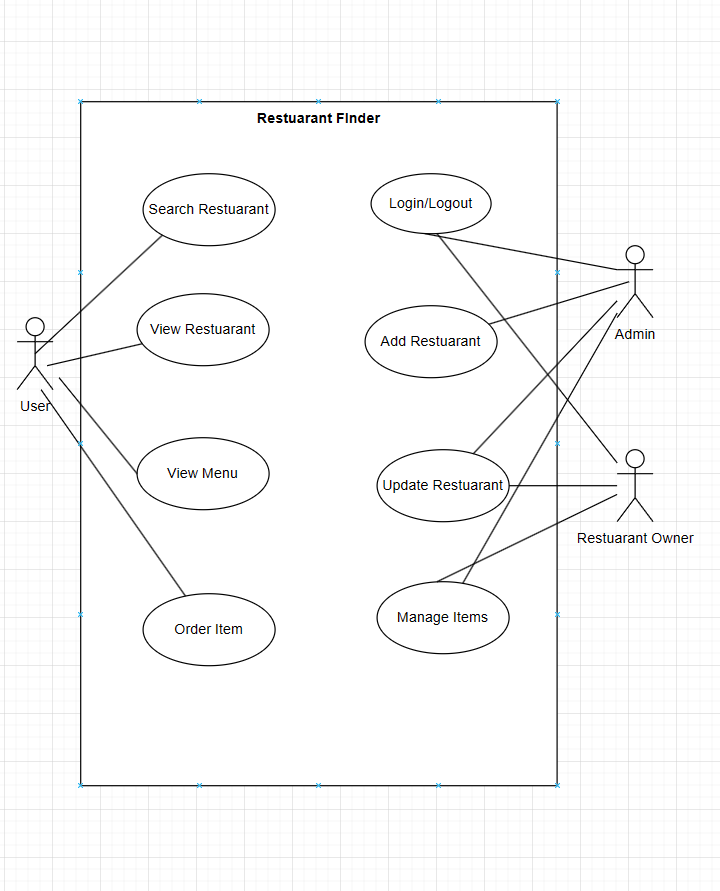 Restuarant FInder
Search Restuarant
Login/Logout
View Restuarant
Add Restuarant
Admin
User
View Menu
Update Restuarant
Restuarant Owner
Order Item
Manage Items